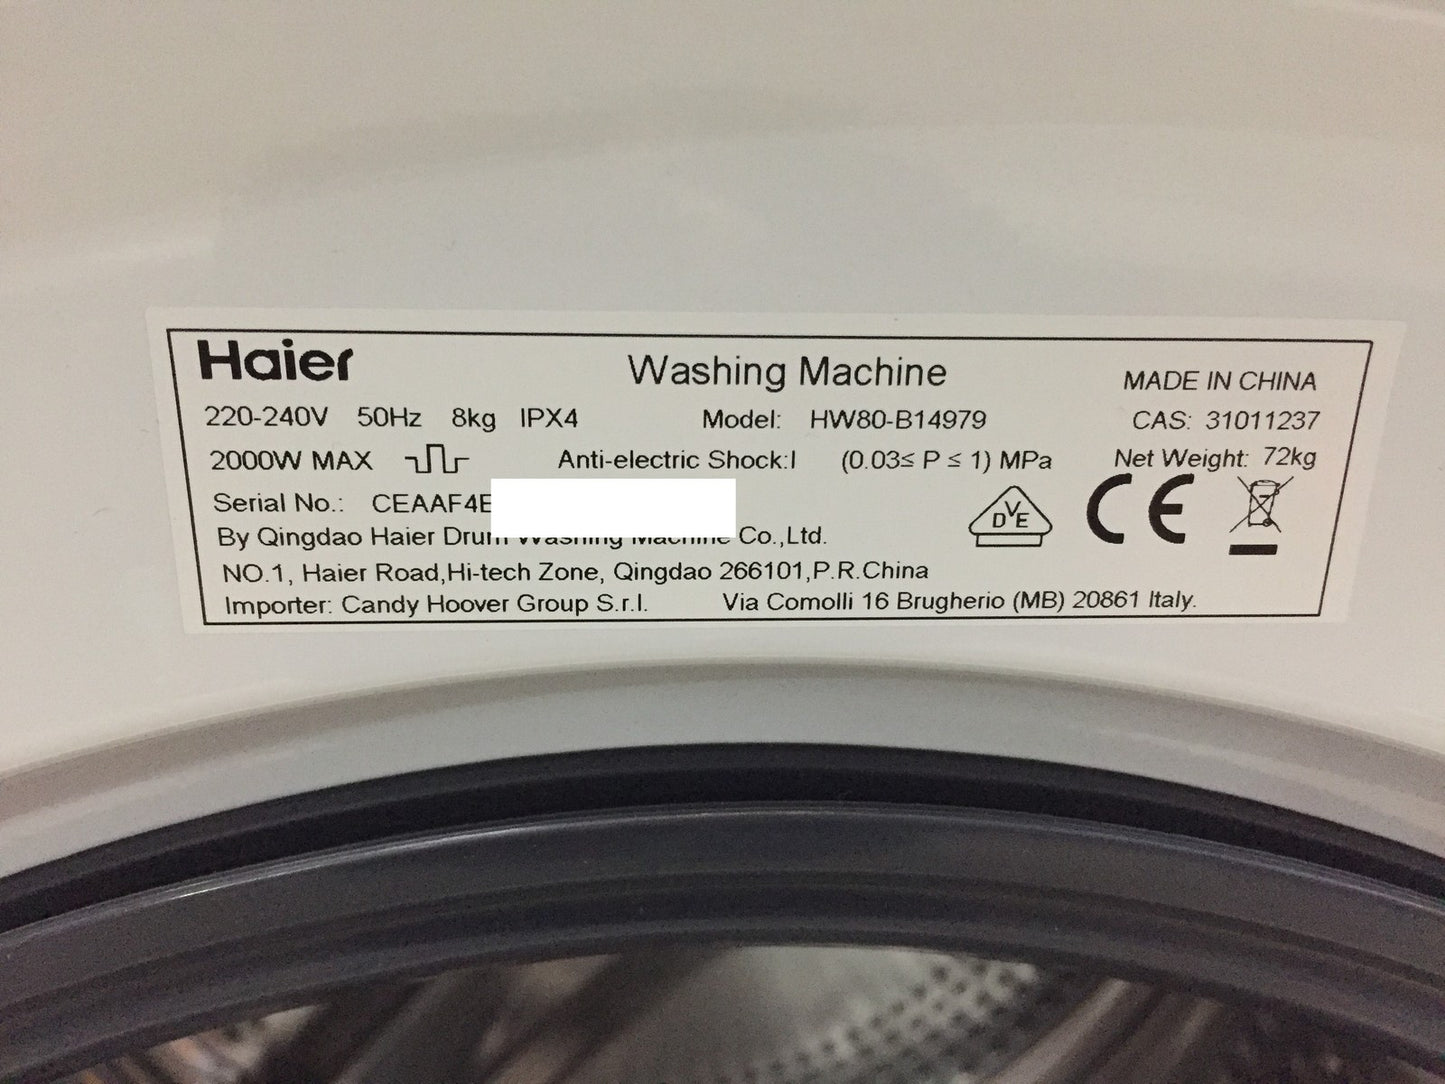 Haier Washing Machine MADE IN CHINA
220-240V 50Hz 8kg IPX4 Model: HW80-B14979 CAS: 31011237
2000W MAX Anti-electric Shock:I (0.03≤ P ≤ 1) MPa Net Weight: 72kg
Serial No.: CEAAF4E
DVE CE
By Qingdao Haier Drum Washing Machine Co.,Ltd.
NO.1, Haier Road,Hi-tech Zone, Qingdao 266101,P.R.China
Importer: Candy Hoover Group S.r.l. Via Comolli 16 Brugherio (MB) 20861 Italy.